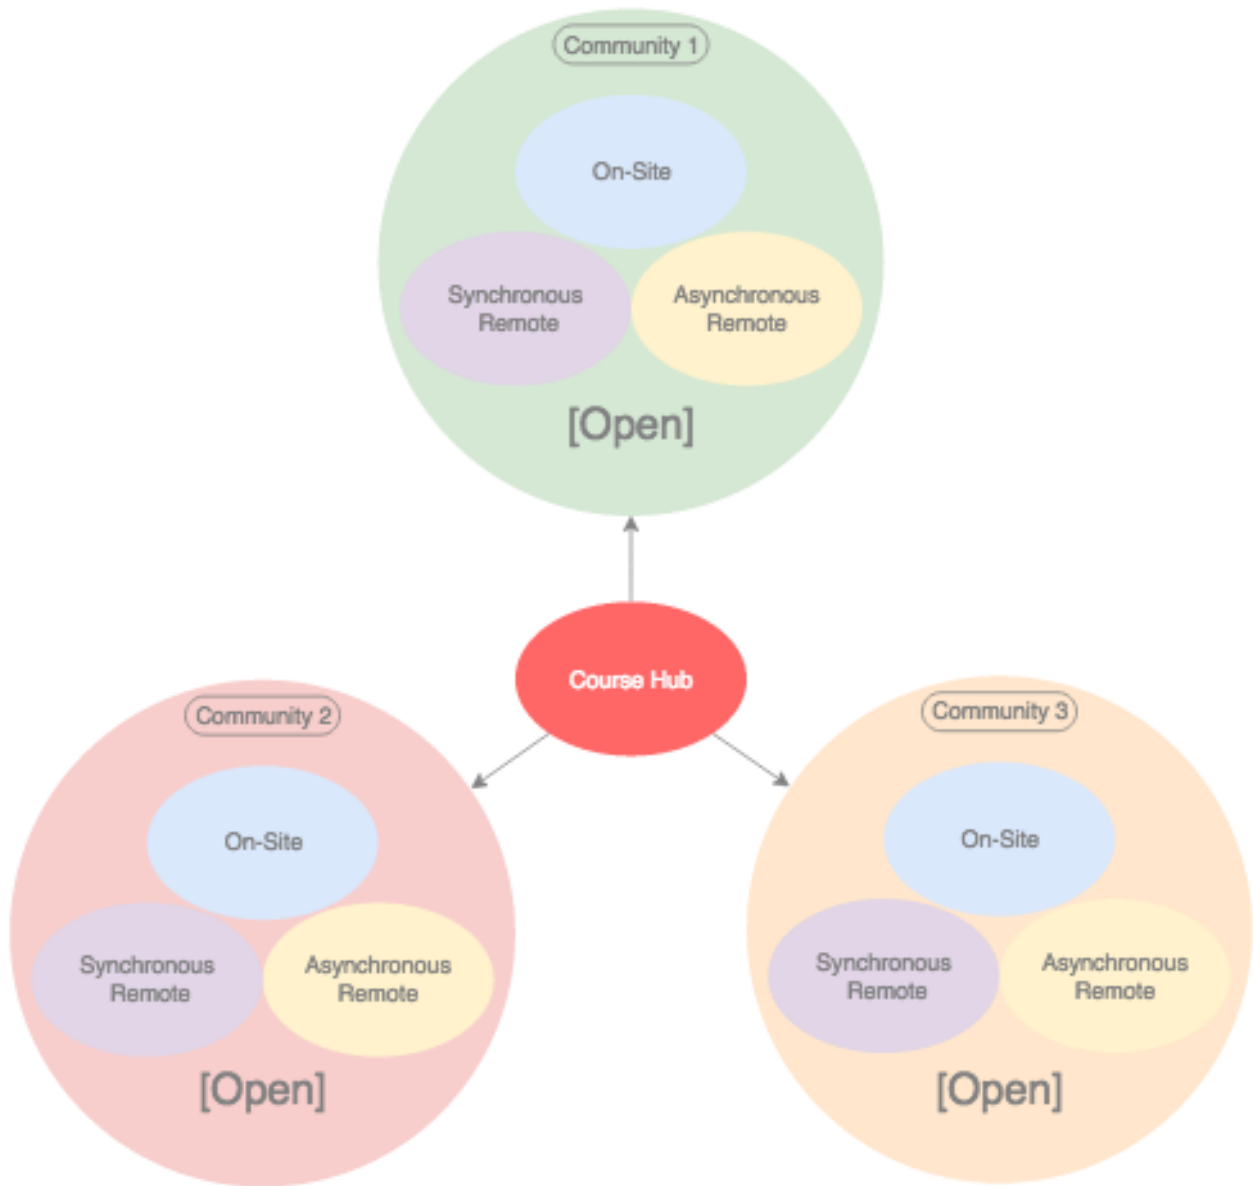 Community 1
On-Site
Synchronous
Remote
Asynchronous
Remote
[Open]
Course Hub
Community 2
On-Site
Synchronous
Remote
Asynchronous
Remote
[Open]
Community 3
On-Site
Synchronous
Remote
Asynchronous
Remote
[Open]